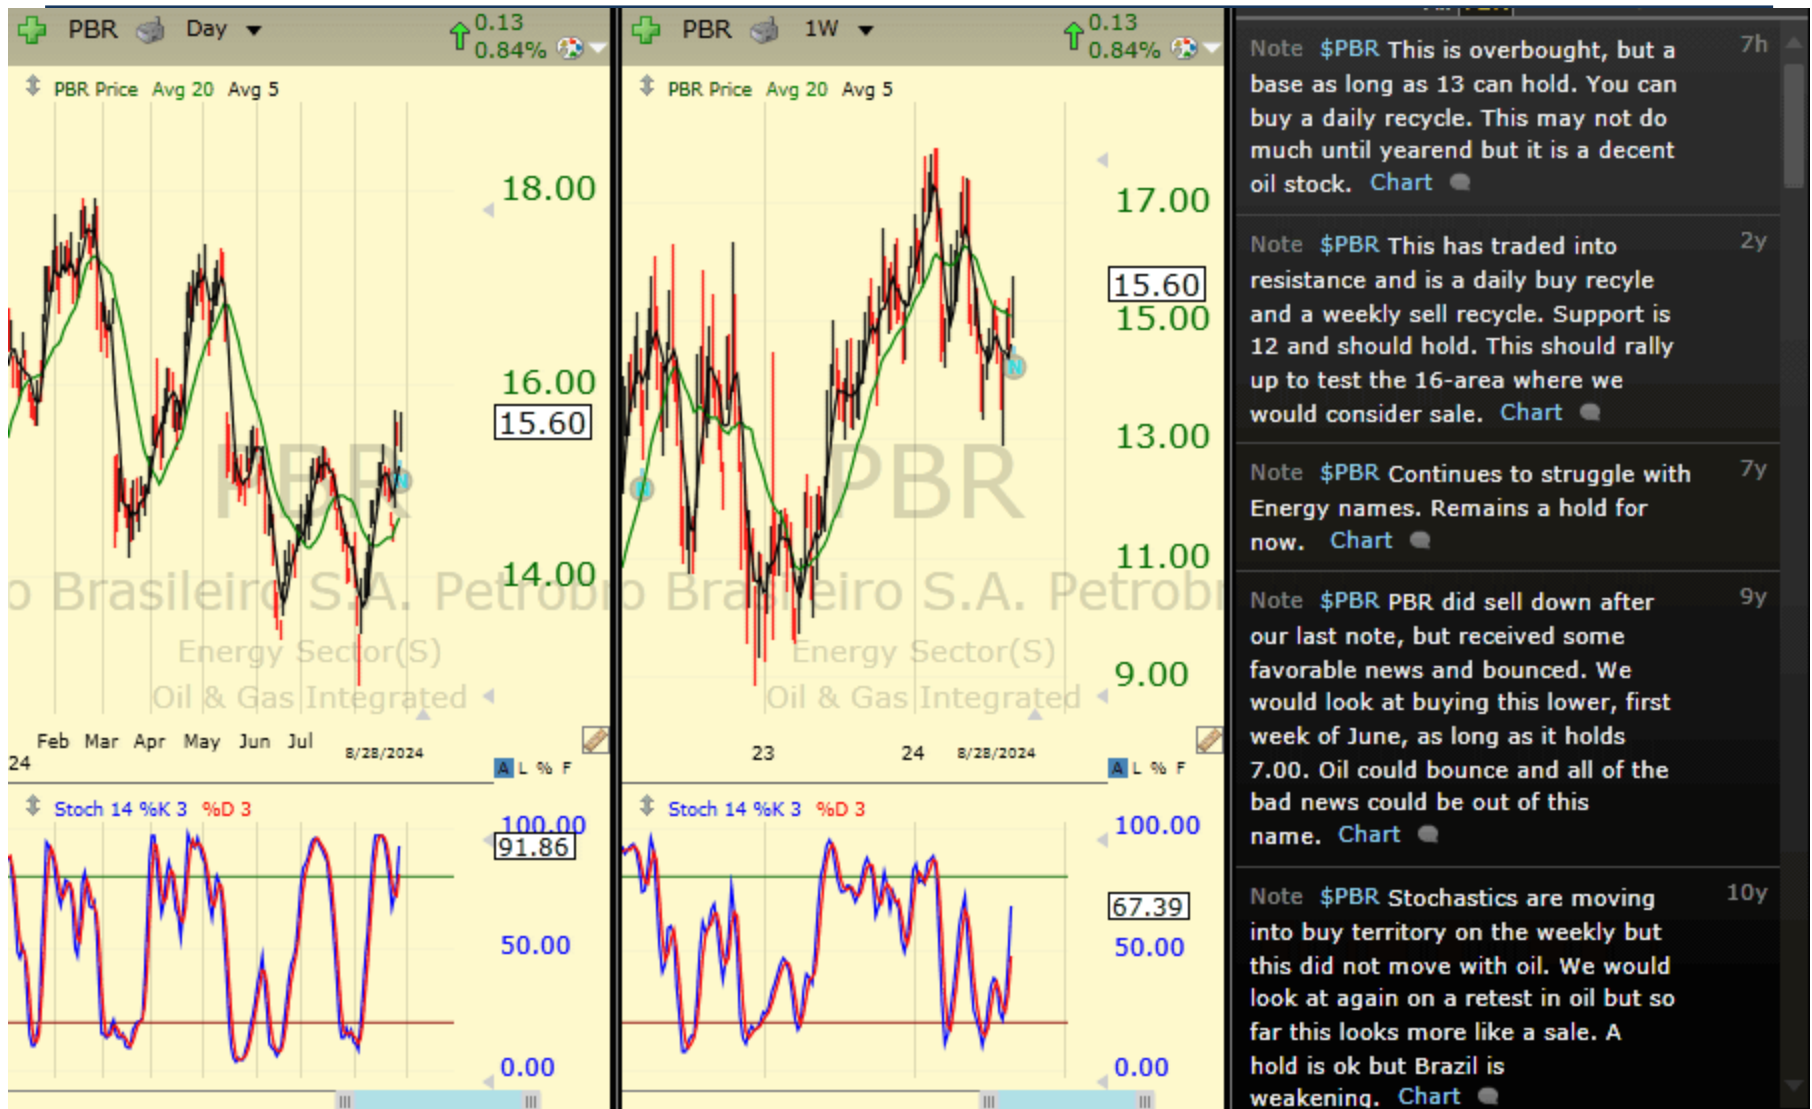 PBR Day 0.13
0.84%
PBR Price Avg 20 Avg 5
18.00
16.00
15.60
PBR
14.00
o Brasileiro S.A. Petrobr
Energy Sector(S)
Oil & Gas Integrated
Feb Mar Apr May Jun Jul 8/28/2024
24
A L % F
Stoch 14 %K 3 %D 3
100.00
91.86
50.00
0.00
PBR 1W 0.13
0.84%
PBR Price Avg 20 Avg 5
17.00
15.60
15.00
N
N
13.00
PBR
11.00
o Brasileiro S.A. Petrobr
Energy Sector(S)
9.00
Oil & Gas Integrated
23 24 8/28/2024
A L % F
Stoch 14 %K 3 %D 3
100.00
67.39
50.00
0.00
Note $PBR This is overbought, but a 7h
base as long as 13 can hold. You can
buy a daily recycle. This may not do
much until yearend but it is a decent
oil stock. Chart
Note $PBR This has traded into 2y
resistance and is a daily buy recyle
and a weekly sell recycle. Support is
12 and should hold. This should rally
up to test the 16-area where we
would consider sale. Chart
Note $PBR Continues to struggle with 7y
Energy names. Remains a hold for
now. Chart
Note $PBR PBR did sell down after 9y
our last note, but received some
favorable news and bounced. We
would look at buying this lower, first
week of June, as long as it holds
7.00. Oil could bounce and all of the
bad news could be out of this
name. Chart
Note $PBR Stochastics are moving 10y
into buy territory on the weekly but
this did not move with oil. We would
look at again on a retest in oil but so
far this looks more like a sale. A
hold is ok but Brazil is
weakening. Chart